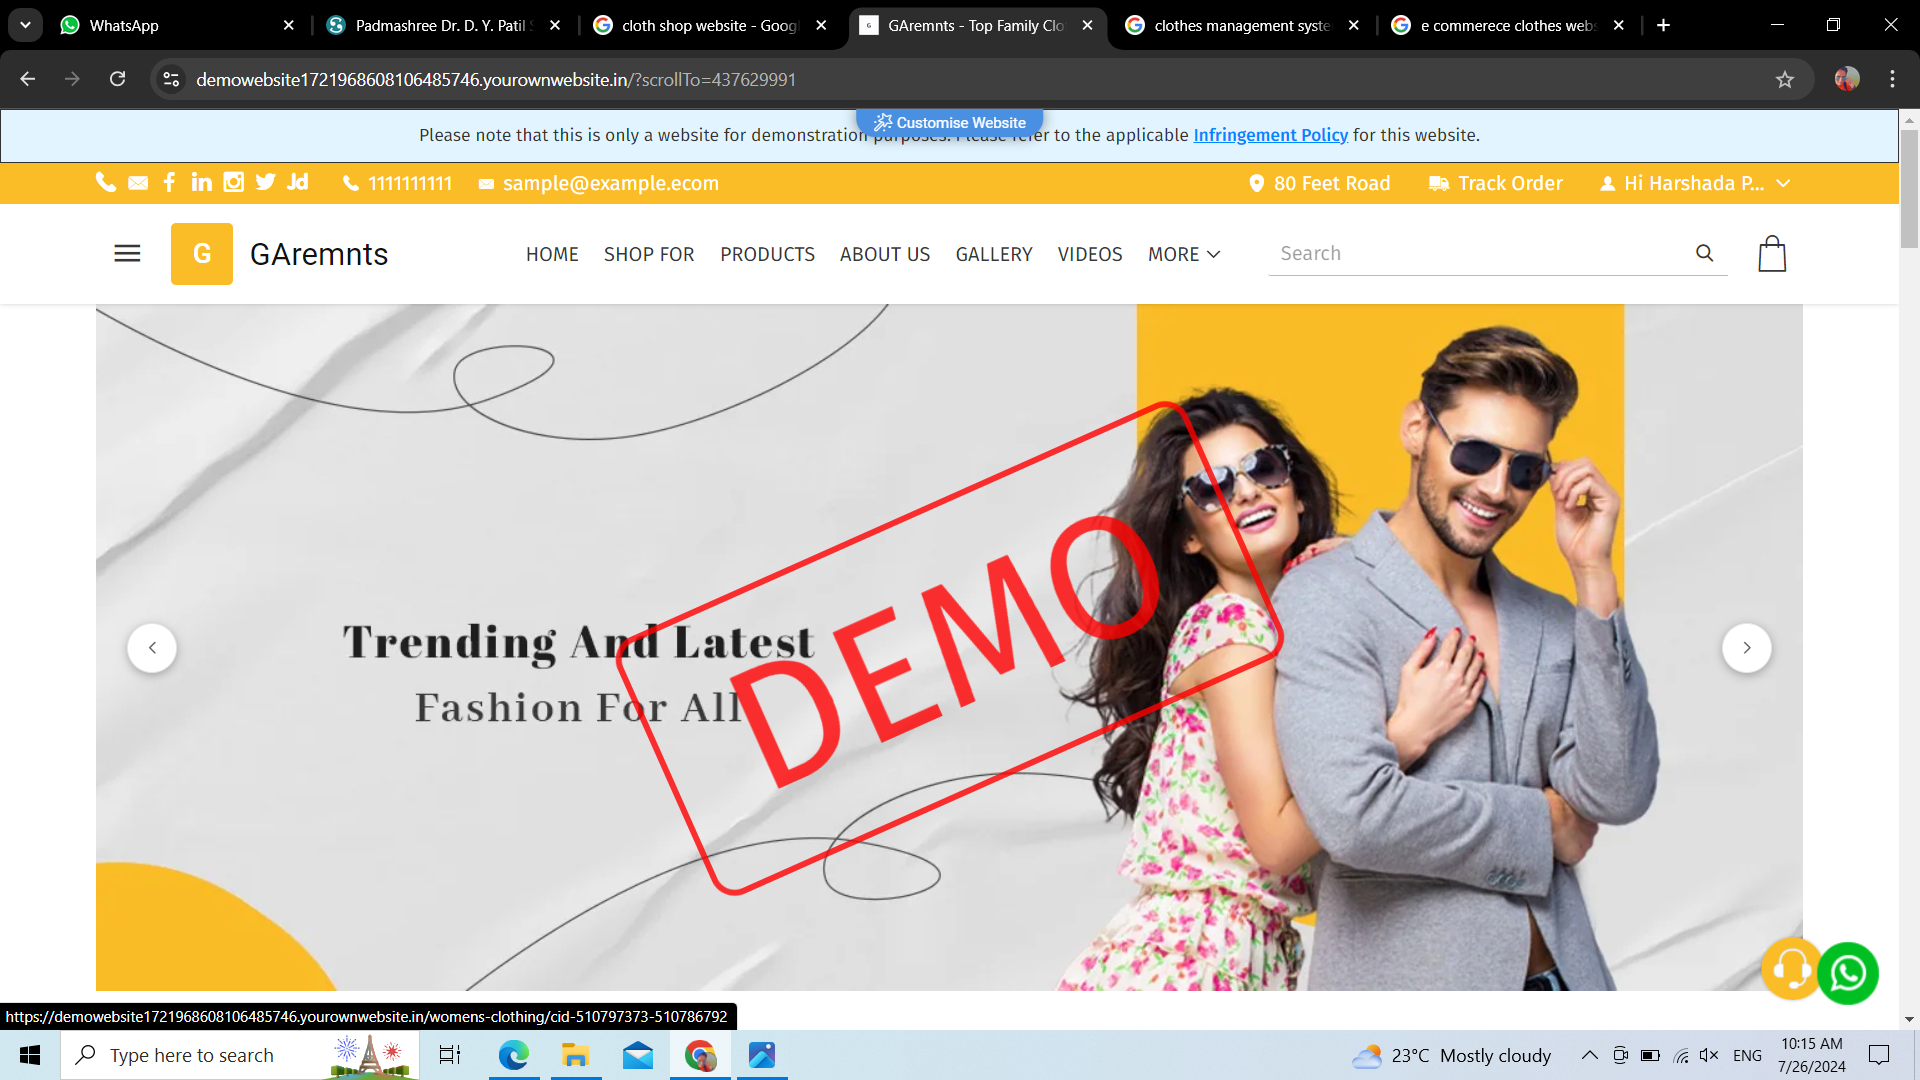 WhatsApp
Padmashree Dr. D. Y. Patil S
cloth shop website - Goog
GAremnts - Top Family Clo
clothes management syste
e commerece clothes webs
demowebsite1721968608106485746.yourownwebsite.in/?scrollTo=437629991
Customise Website
Please note that this is only a website for demonstration purposes. Please refer to the applicable Infringement Policy for this website.
Jd
1111111111
sample@example.ecom
80 Feet Road
Track Order
Hi Harshada P...
G
GAremnts
HOME
SHOP FOR
PRODUCTS
ABOUT US
GALLERY
VIDEOS
MORE
Search
Trending And Latest
Fashion For All
DEMO
https://demowebsite1721968608106485746.yourownwebsite.in/womens-clothing/cid-510797373-510786792
Type here to search
23°C Mostly cloudy
ENG
10:15 AM
7/26/2024